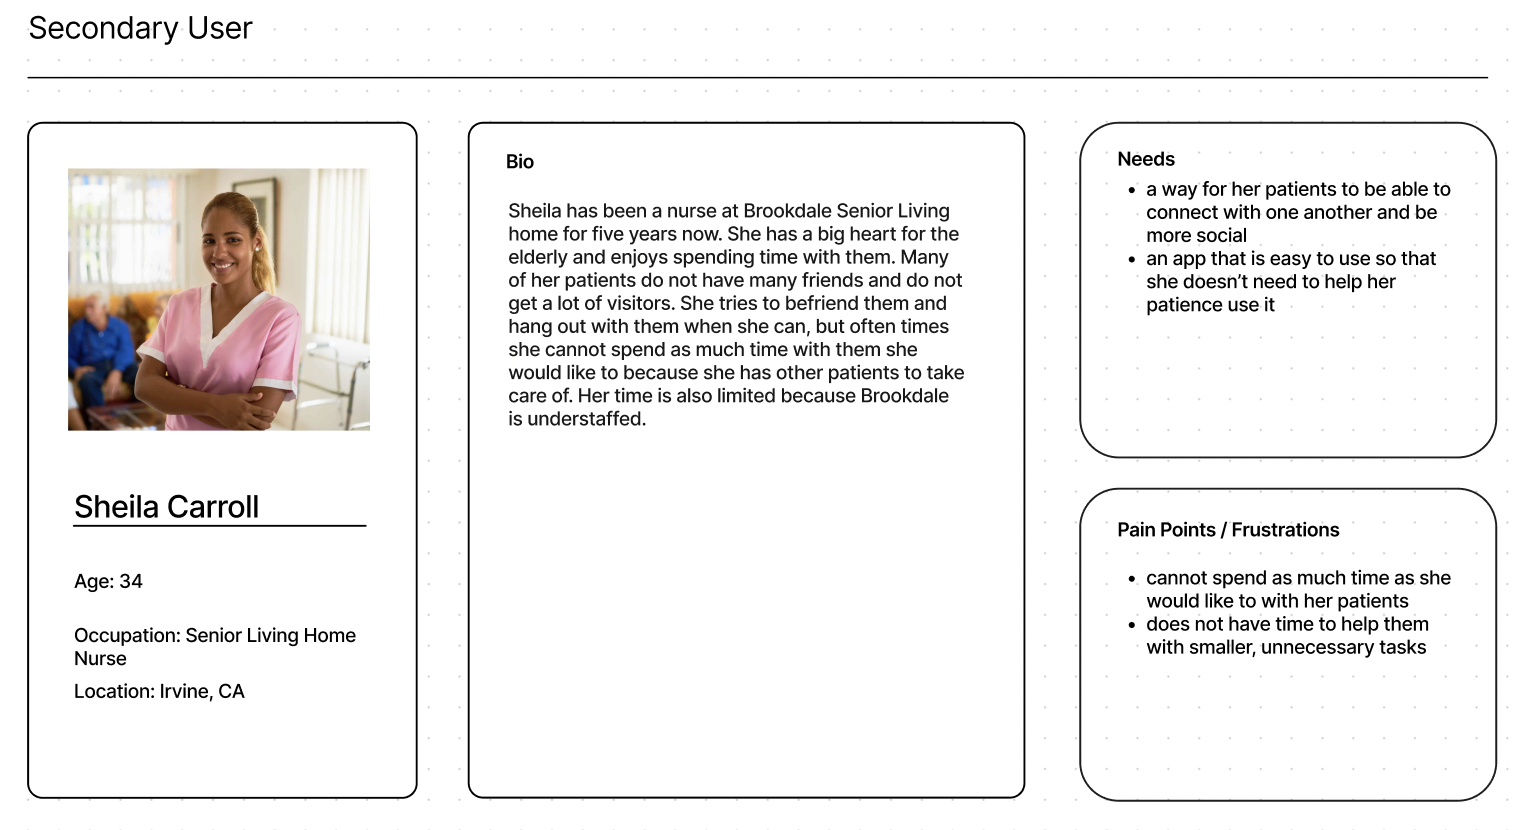 Secondary User
Sheila Carroll
Age: 34
Occupation: Senior Living Home
Nurse
Location: Irvine, CA
Bio
Sheila has been a nurse at Brookdale Senior Living
home for five years now. She has a big heart for the
elderly and enjoys spending time with them. Many
of her patients do not have many friends and do not
get a lot of visitors. She tries to befriend them and
hang out with them when she can, but often times
she cannot spend as much time with them she
would like to because she has other patients to take
care of. Her time is also limited because Brookdale
is understaffed.
Needs
• a way for her patients to be able to
connect with one another and be
more social
• an app that is easy to use so that
she doesn’t need to help her
patience use it
Pain Points / Frustrations
• cannot spend as much time as she
would like to with her patients
• does not have time to help them
with smaller, unnecessary tasks